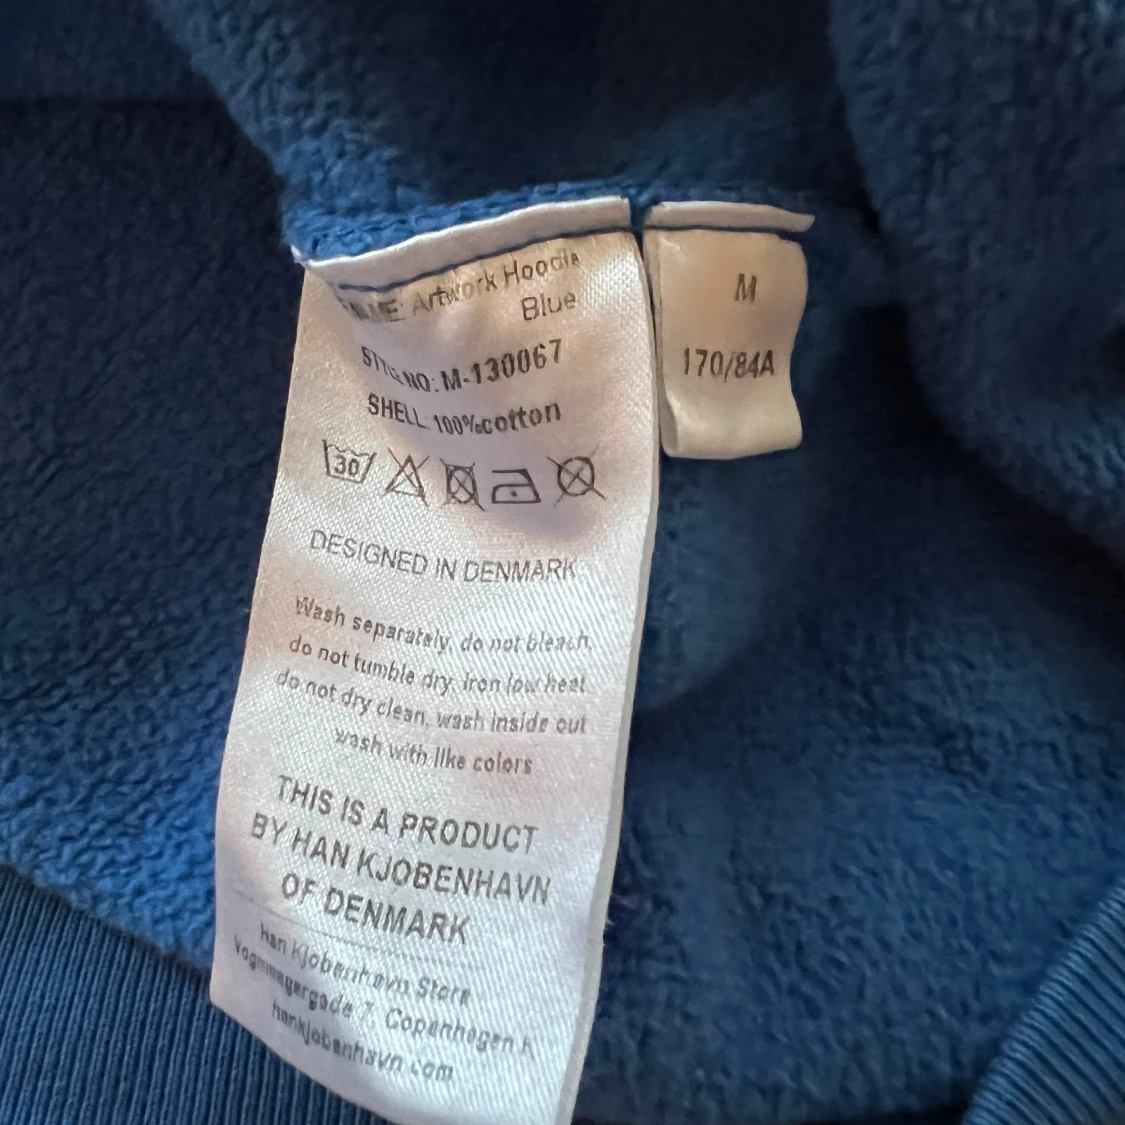 Artwork Hoodie
Blue
STYLE NO: M-130067
SHELL: 100%cotton
30
DESIGNED IN DENMARK
Wash separately, do not bleach,
do not tumble dry, iron low heat
do not dry clean, wash inside out
wash with like colors
THIS IS A PRODUCT
BY HAN KJOBENHAVN
OF DENMARK
Han Kjobenhavn Store
7, Copenhagen K
hankjobenhavn.com
M
170/84A